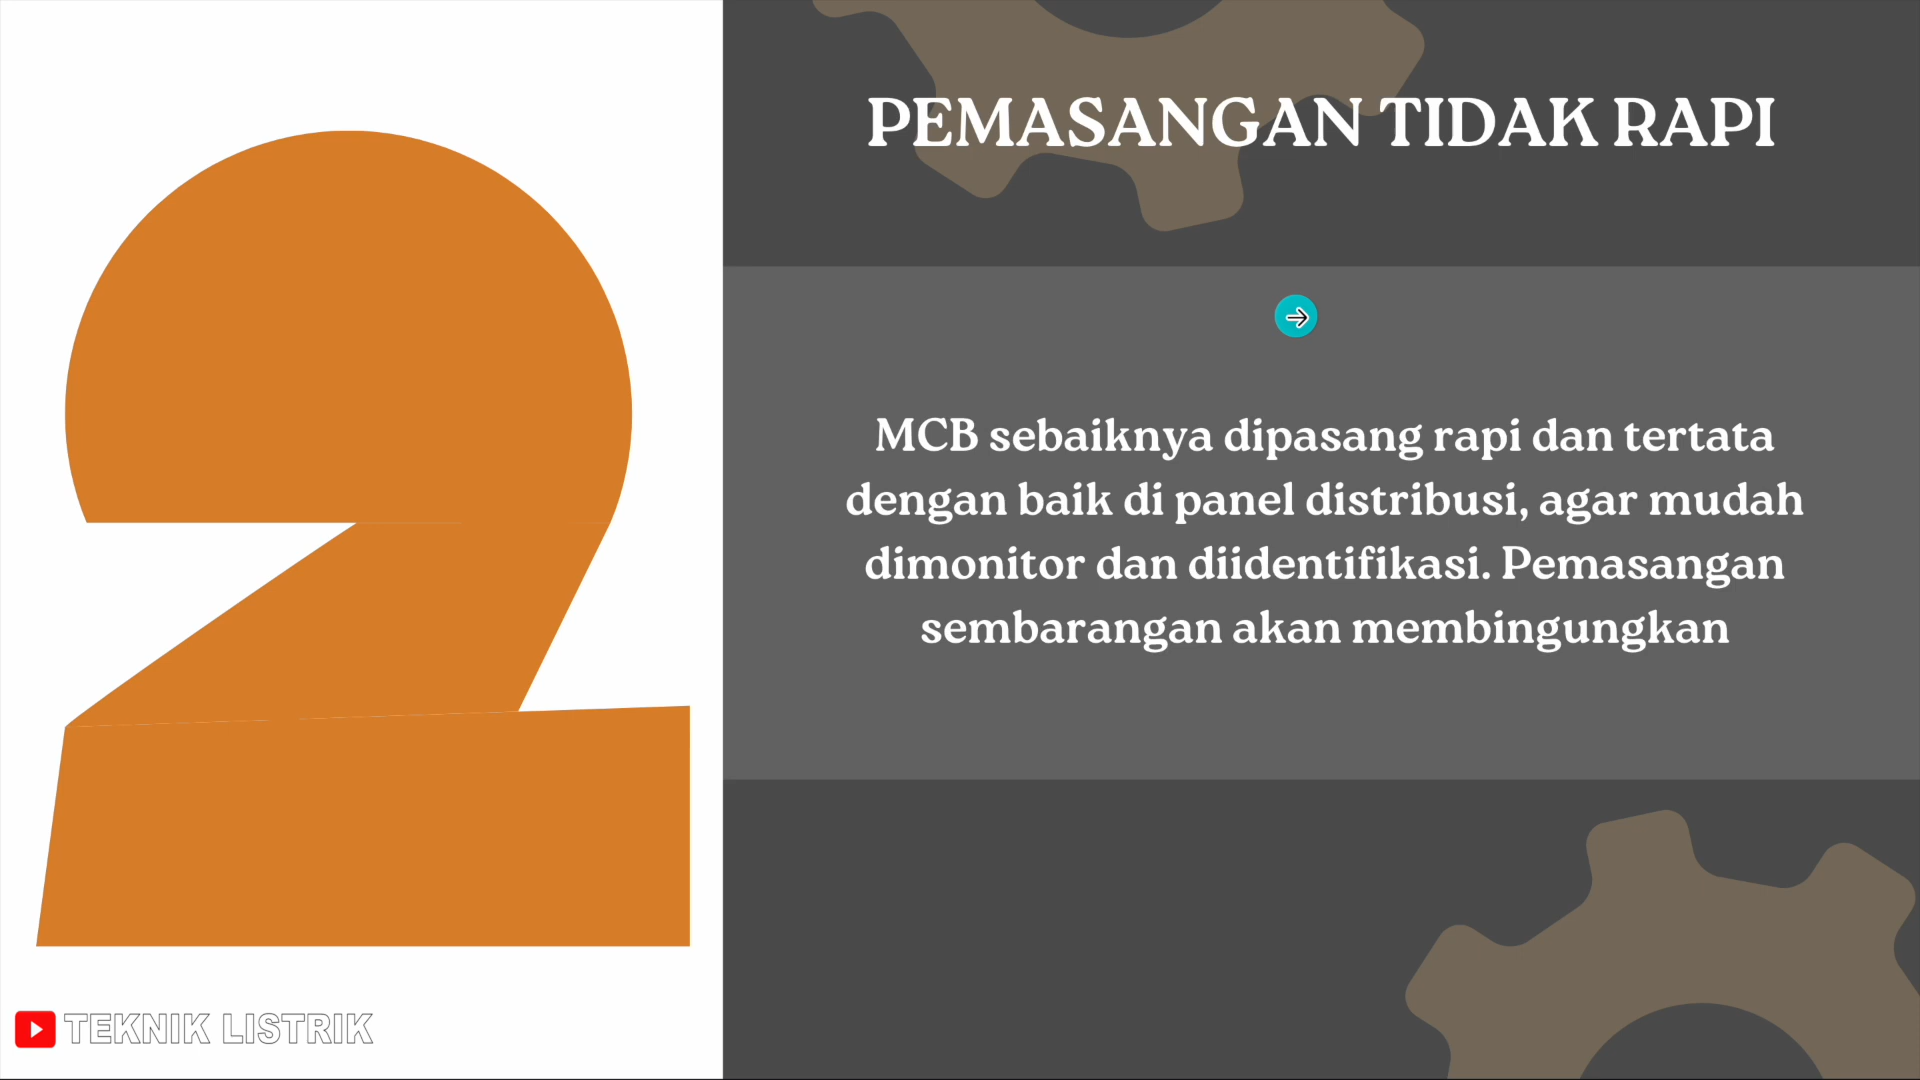 PEMASANGAN TIDAK RAPI
MCB sebaiknya dipasang rapi dan tertata
dengan baik di panel distribusi, agar mudah
dimonitor dan diidentifikasi. Pemasangan
sembarangan akan membingungkan
2
TEKNIK LISTRIK